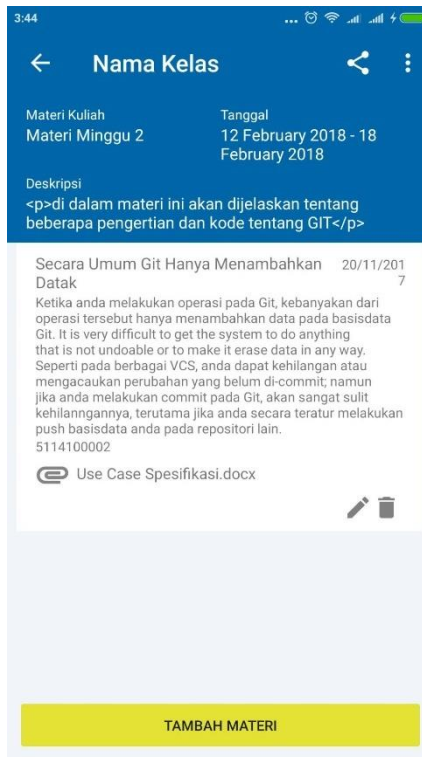 3:44
...
Nama Kelas
Materi Kuliah
Materi Minggu 2
Tanggal
12 February 2018 - 18
February 2018
Deskripsi
<p>di dalam materi ini akan dijelaskan tentang
beberapa pengertian dan kode tentang GIT</p>
Secara Umum Git Hanya Menambahkan
Datak
20/11/201
7
Ketika anda melakukan operasi pada Git, kebanyakan dari
operasi tersebut hanya menambahkan data pada basisdata
Git. It is very difficult to get the system to do anything
that is not undoable or to make it erase data in any way.
Seperti pada berbagai VCS, anda dapat kehilangan atau
mengacaukan perubahan yang belum di-commit; namun
jika anda melakukan commit pada Git, akan sangat sulit
kehilanngannya, terutama jika anda secara teratur melakukan
push basisdata anda pada repositori lain.
5114100002
Use Case Spesifikasi.docx
TAMBAH MATERI